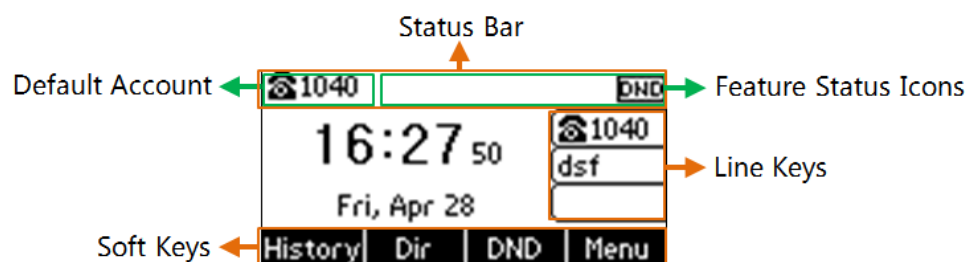 Status Bar
Default Account
1040
DND
Feature Status Icons
16:27 50
1040
dsf
Line Keys
Fri, Apr 28
Soft Keys
History Dir DND Menu